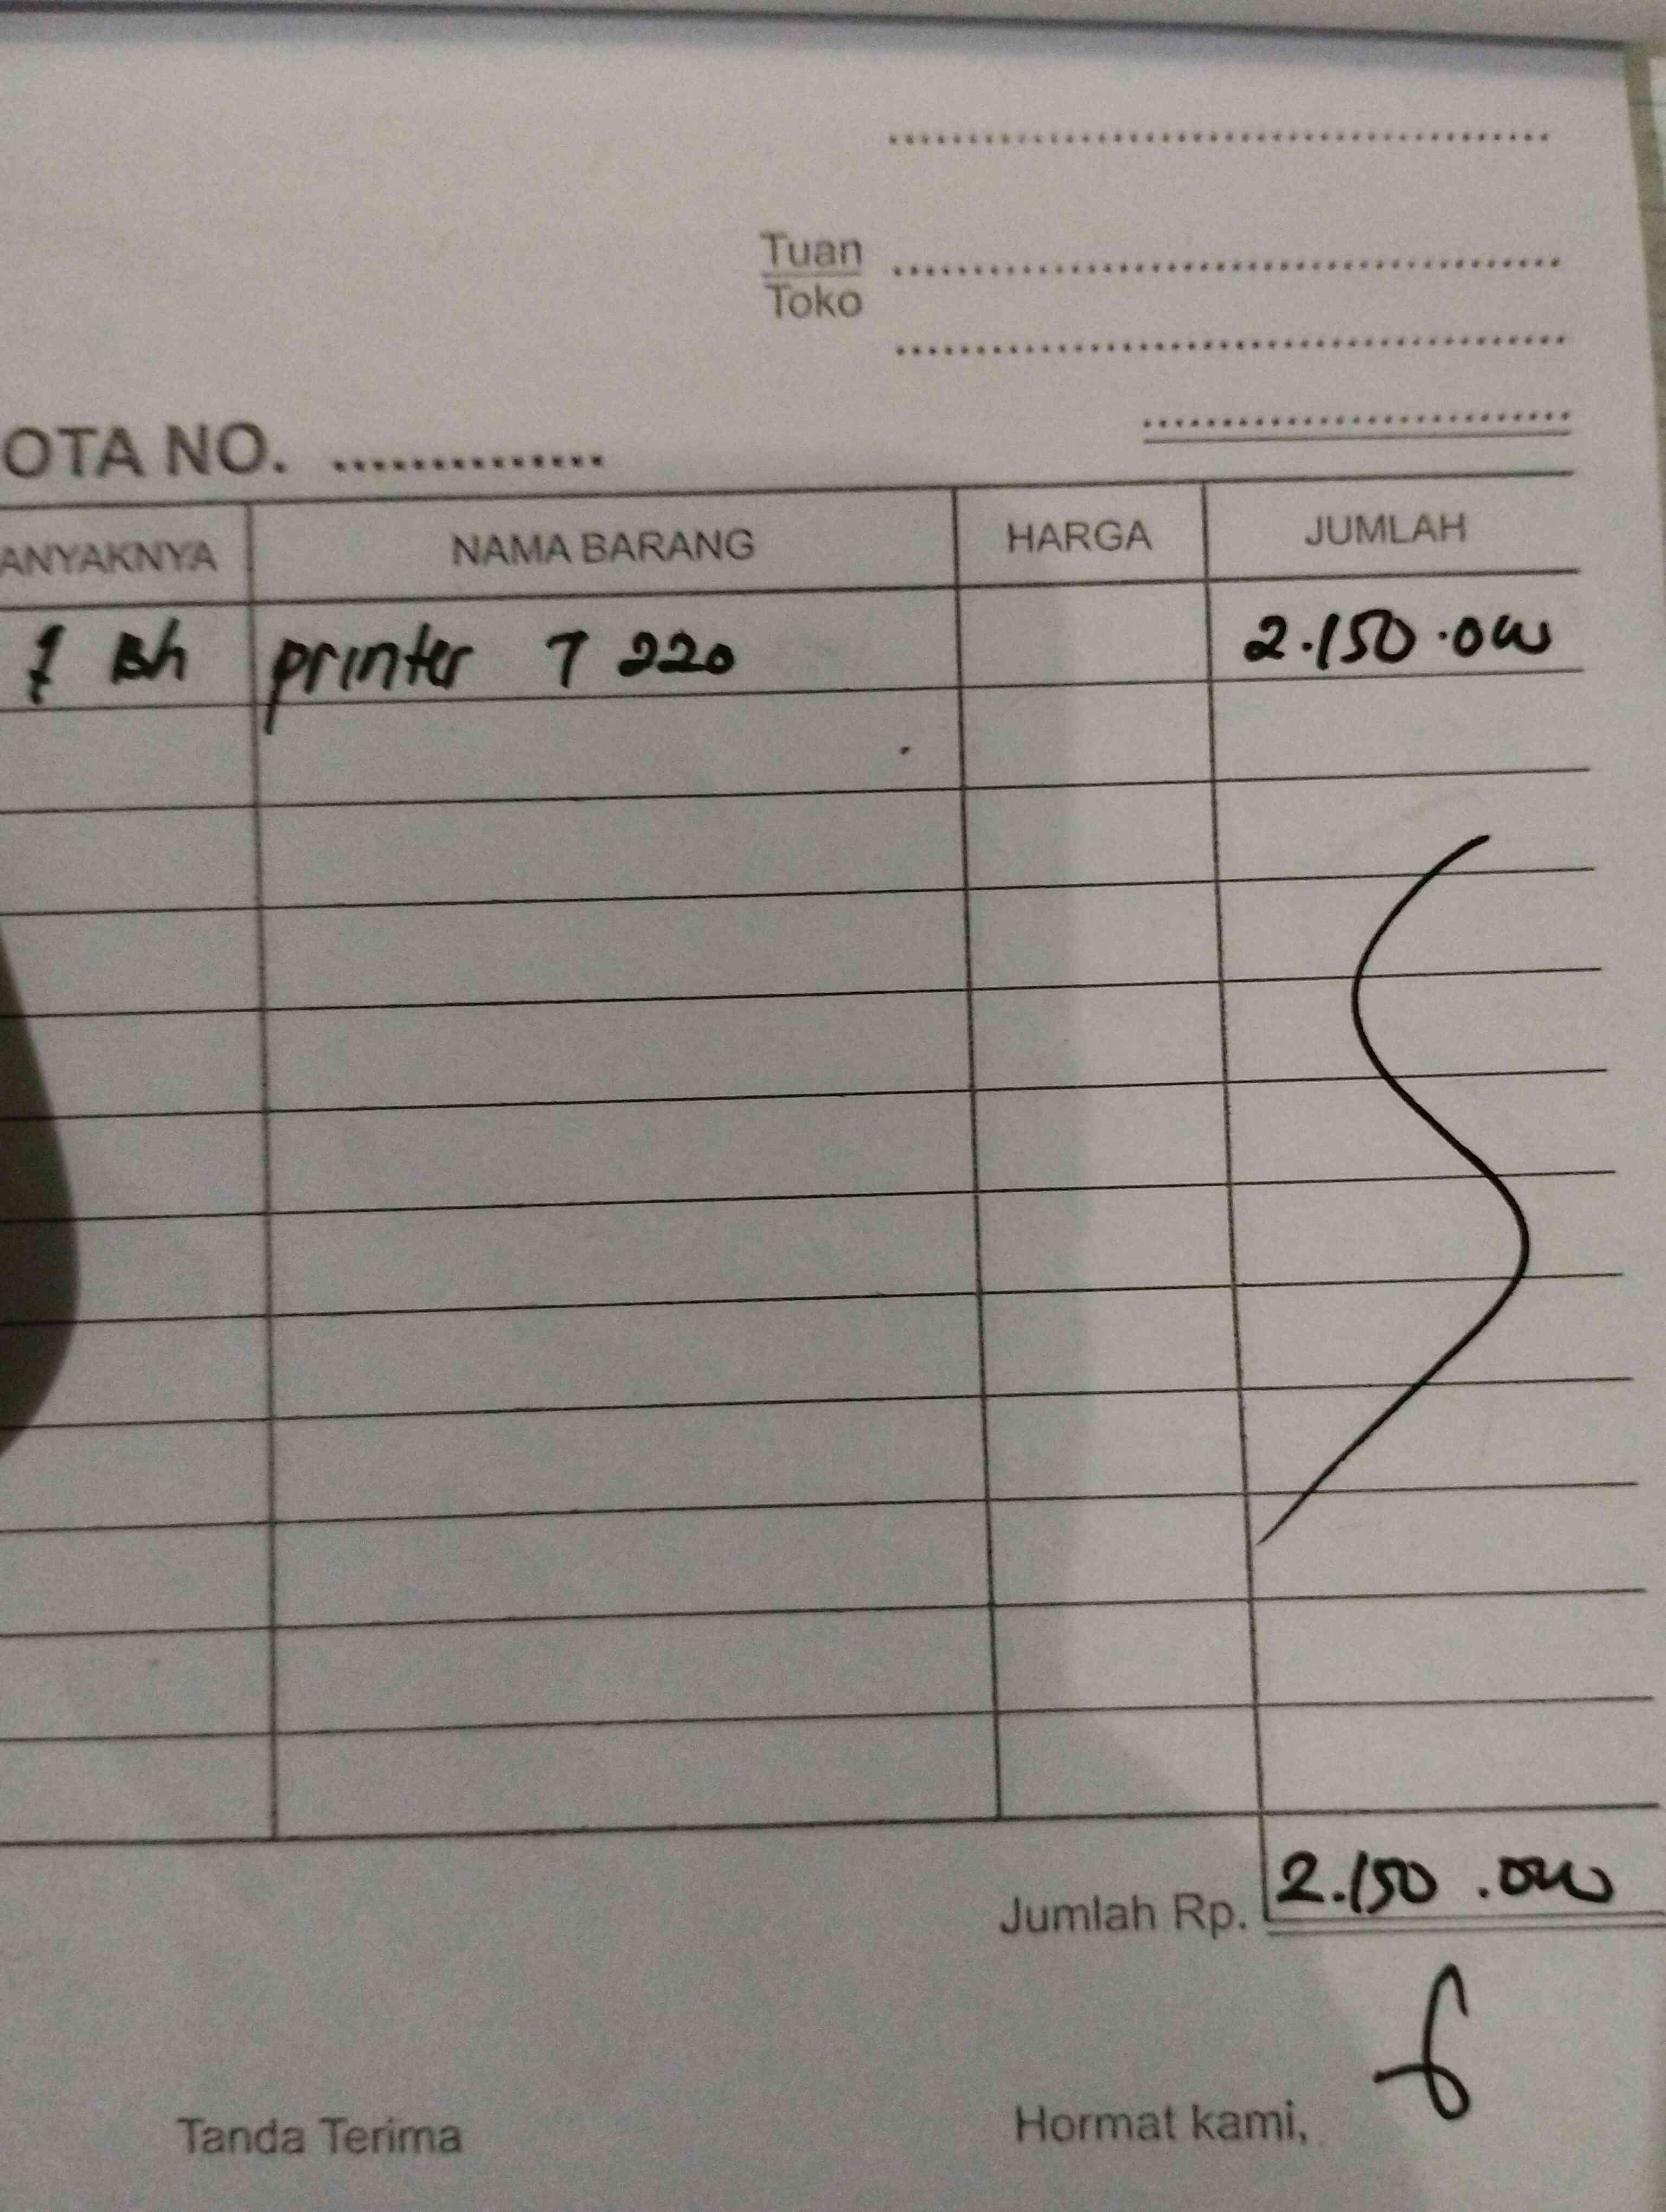 Tuan
Toko
OTA NO. ..............
ANYAKNYA NAMA BARANG HARGA JUMLAH
1 Bh printer T 220 2.150.000
Jumlah Rp. 2.150.000
Tanda Terima Hormat kami,